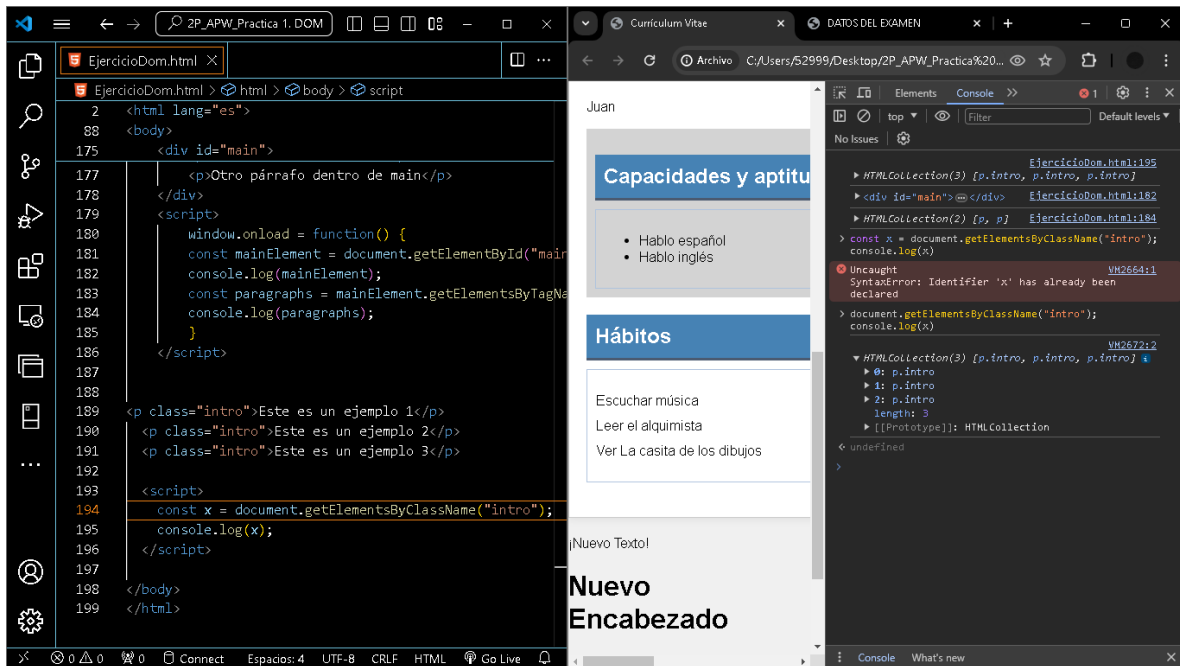 2P_APW_Practica 1. DOM
EjercicioDom.html
EjercicioDom.html > html > body > script
2 <html lang="es">
88 <body>
175 <div id="main">
177 <p>Otro párrafo dentro de main</p>
178 </div>
179 <script>
180 window.onload = function() {
181 const mainElement = document.getElementById("main
182 console.log(mainElement);
183 const paragraphs = mainElement.getElementsByTagNa
184 console.log(paragraphs);
185 }
186 </script>
187
188
189 <p class="intro">Este es un ejemplo 1</p>
190 <p class="intro">Este es un ejemplo 2</p>
191 <p class="intro">Este es un ejemplo 3</p>
192
193 <script>
194 const x = document.getElementsByClassName("intro");
195 console.log(x);
196 </script>
197
198 </body>
199 </html>
0 0 0 Connect Espacios: 4 UTF-8 CRLF HTML Go Live
Currículum Vitae
DATOS DEL EXAMEN
Archivo C:/Users/52999/Desktop/2P_APW_Practica%20...
Juan
Capacidades y aptitu
Hablo español
Hablo inglés
Hábitos
Escuchar música
Leer el alquimista
Ver La casita de los dibujos
¡Nuevo Texto!
Nuevo
Encabezado
Elements Console 1
top Filter Default levels
No Issues
EjercicioDom.html:195
HTMLCollection(3) [p.intro, p.intro, p.intro]
<div id="main"></div> EjercicioDom.html:182
HTMLCollection(2) [p, p] EjercicioDom.html:184
const x = document.getElementsByClassName("intro");
console.log(x)
Uncaught VM2664:1
SyntaxError: Identifier 'x' has already been
declared
document.getElementsByClassName("intro");
console.log(x)
VM2672:2
HTMLCollection(3) [p.intro, p.intro, p.intro]
0: p.intro
1: p.intro
2: p.intro
length: 3
[[Prototype]]: HTMLCollection
undefined
Console What's new